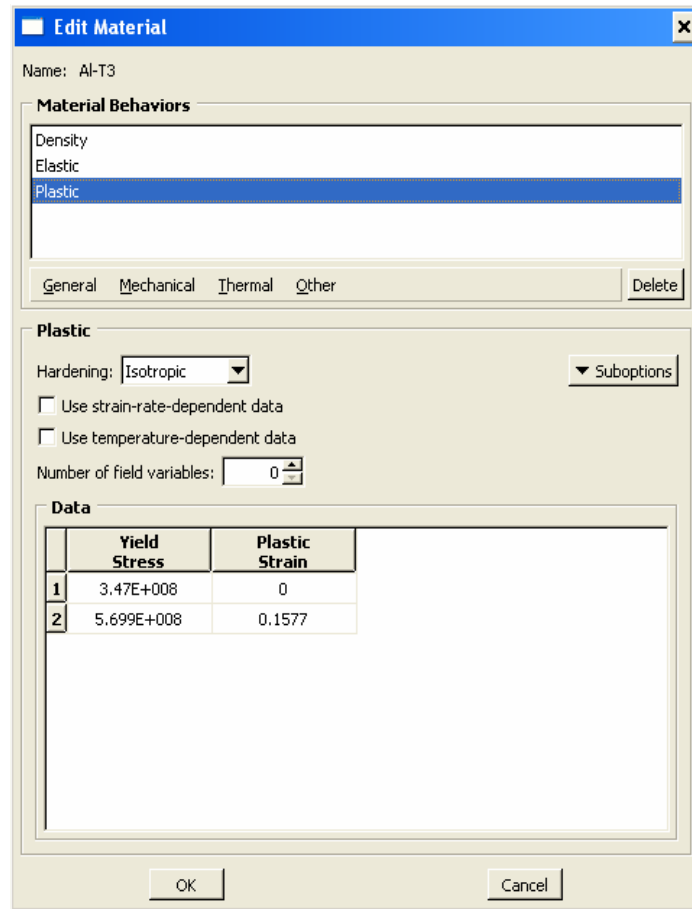 Edit Material
Name: Al-T3
Material Behaviors
Density
Elastic
Plastic
General Mechanical Thermal Other Delete
Plastic
Hardening: Isotropic Suboptions
Use strain-rate-dependent data
Use temperature-dependent data
Number of field variables: 0
Data
Yield Plastic
Stress Strain
1 3.47E+008 0
2 5.699E+008 0.1577
OK Cancel